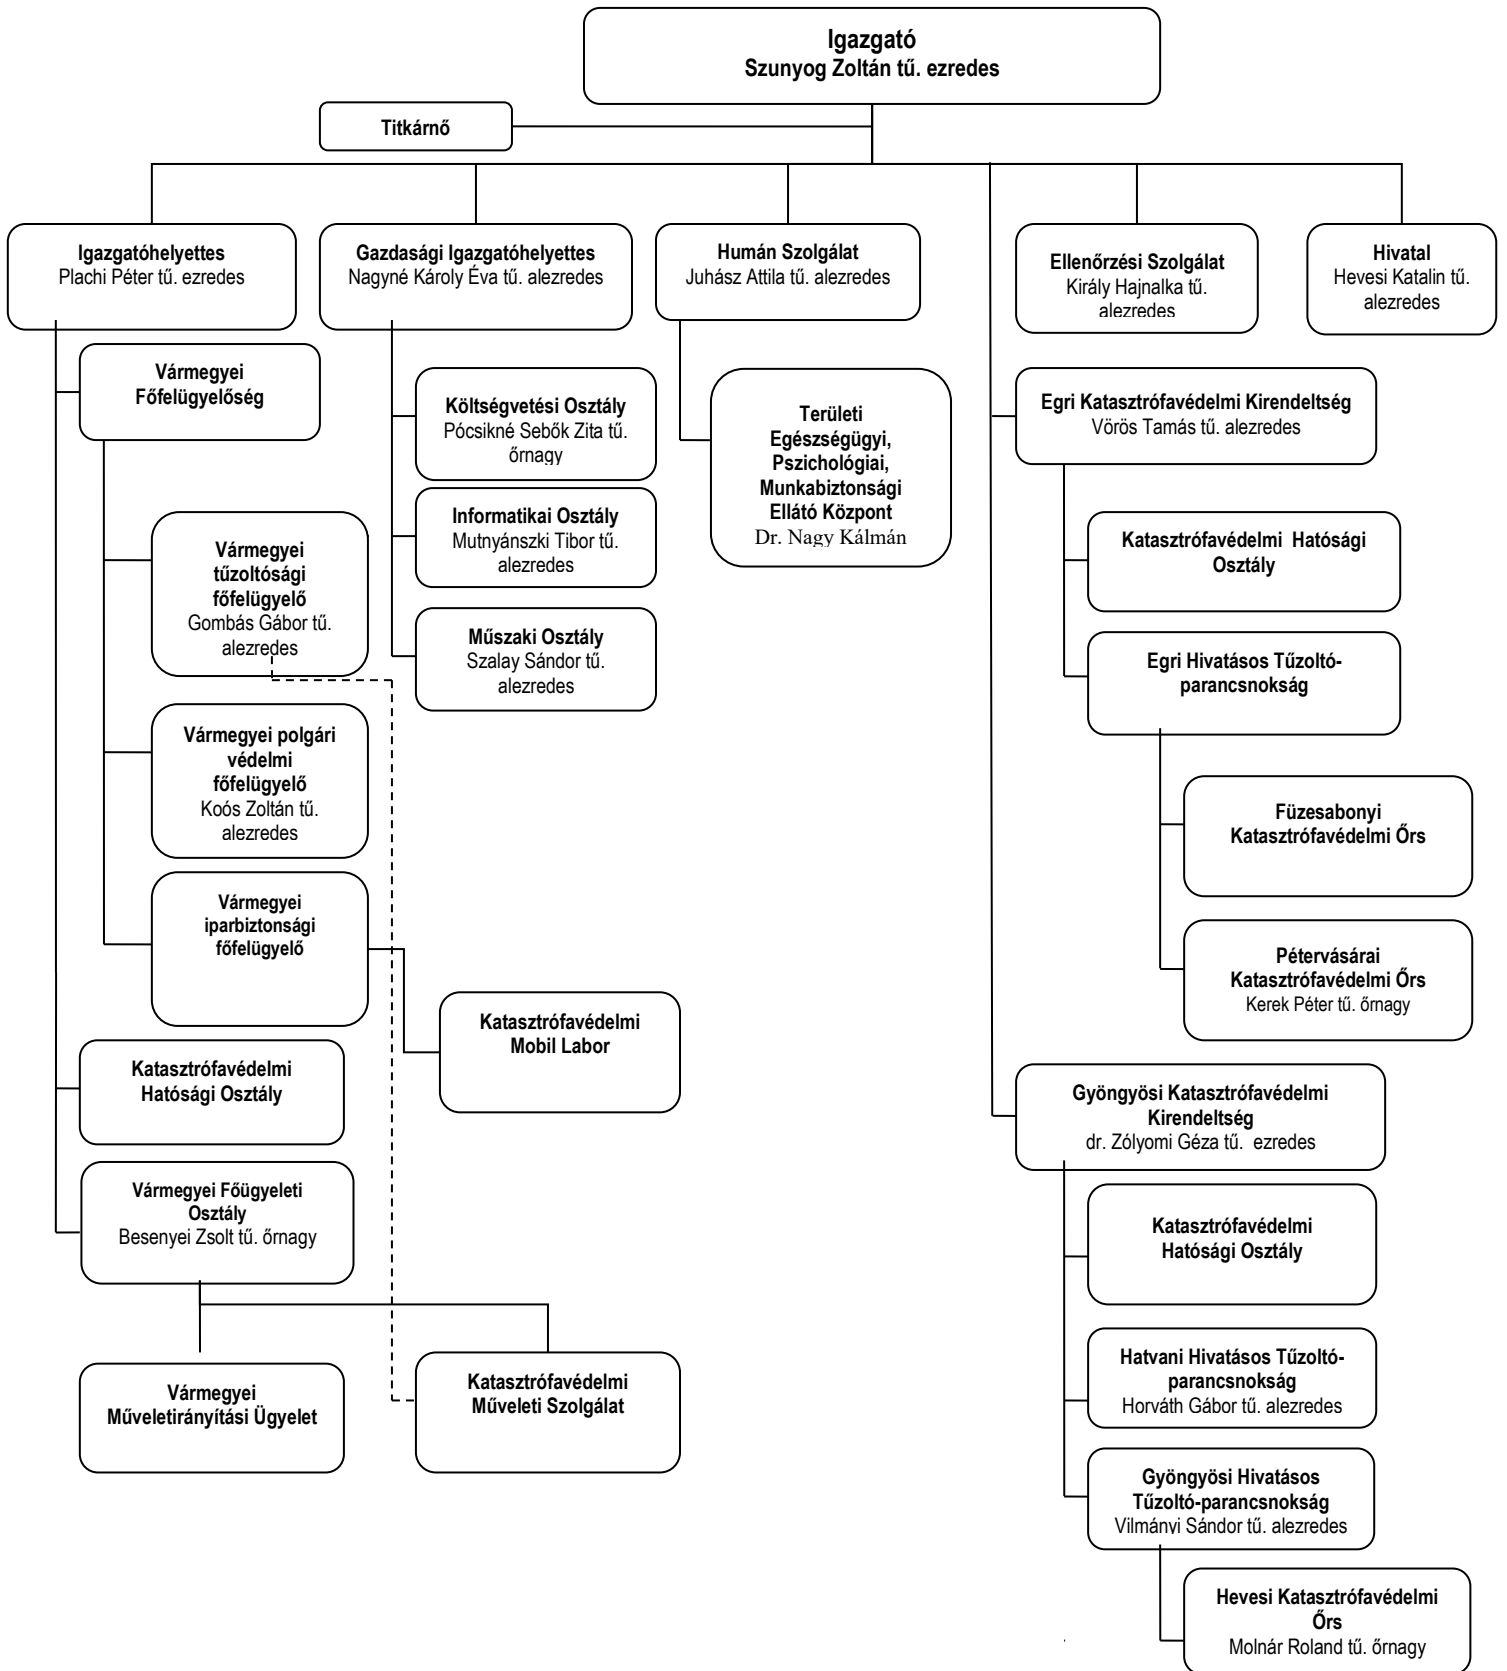 Igazgató
Szunyog Zoltán tű. ezredes
Titkárnő
Igazgatóhelyettes
Plachi Péter tű. ezredes
Gazdasági Igazgatóhelyettes
Nagyné Károly Éva tű. alezredes
Humán Szolgálat
Juhász Attila tű. alezredes
Ellenőrzési Szolgálat
Király Hajnalka tű.
alezredes
Hivatal
Hevesi Katalin tű.
alezredes
Vármegyei
Főfelügyelőség
Vármegyei
tűzoltósági
főfelügyelő
Gombás Gábor tű.
alezredes
Vármegyei polgári
védelmi
főfelügyelő
Koós Zoltán tű.
alezredes
Vármegyei
iparbiztonsági
főfelügyelő
Katasztrófavédelmi
Mobil Labor
Katasztrófavédelmi
Hatósági Osztály
Vármegyei Főügyeleti
Osztály
Besenyei Zsolt tű. őrnagy
Vármegyei
Műveletirányítási Ügyelet
Katasztrófavédelmi
Műveleti Szolgálat
Költségvetési Osztály
Pócsikné Sebők Zita tű.
őrnagy
Informatikai Osztály
Mutnyánszki Tibor tű.
alezredes
Műszaki Osztály
Szalay Sándor tű.
alezredes
Területi
Egészségügyi,
Pszichológiai,
Munkabiztonsági
Ellátó Központ
Dr. Nagy Kálmán
Egri Katasztrófavédelmi Kirendeltség
Vörös Tamás tű. alezredes
Katasztrófavédelmi Hatósági
Osztály
Egri Hivatásos Tűzoltó-
parancsnokság
Füzesabonyi
Katasztrófavédelmi Őrs
Pétervásárai
Katasztrófavédelmi Őrs
Kerek Péter tű. őrnagy
Gyöngyösi Katasztrófavédelmi
Kirendeltség
dr. Zólyomi Géza tű. ezredes
Katasztrófavédelmi
Hatósági Osztály
Hatvani Hivatásos Tűzoltó-
parancsnokság
Horváth Gábor tű. alezredes
Gyöngyösi Hivatásos
Tűzoltó-parancsnokság
Vilmányi Sándor tű. alezredes
Hevesi Katasztrófavédelmi
Őrs
Molnár Roland tű. őrnagy